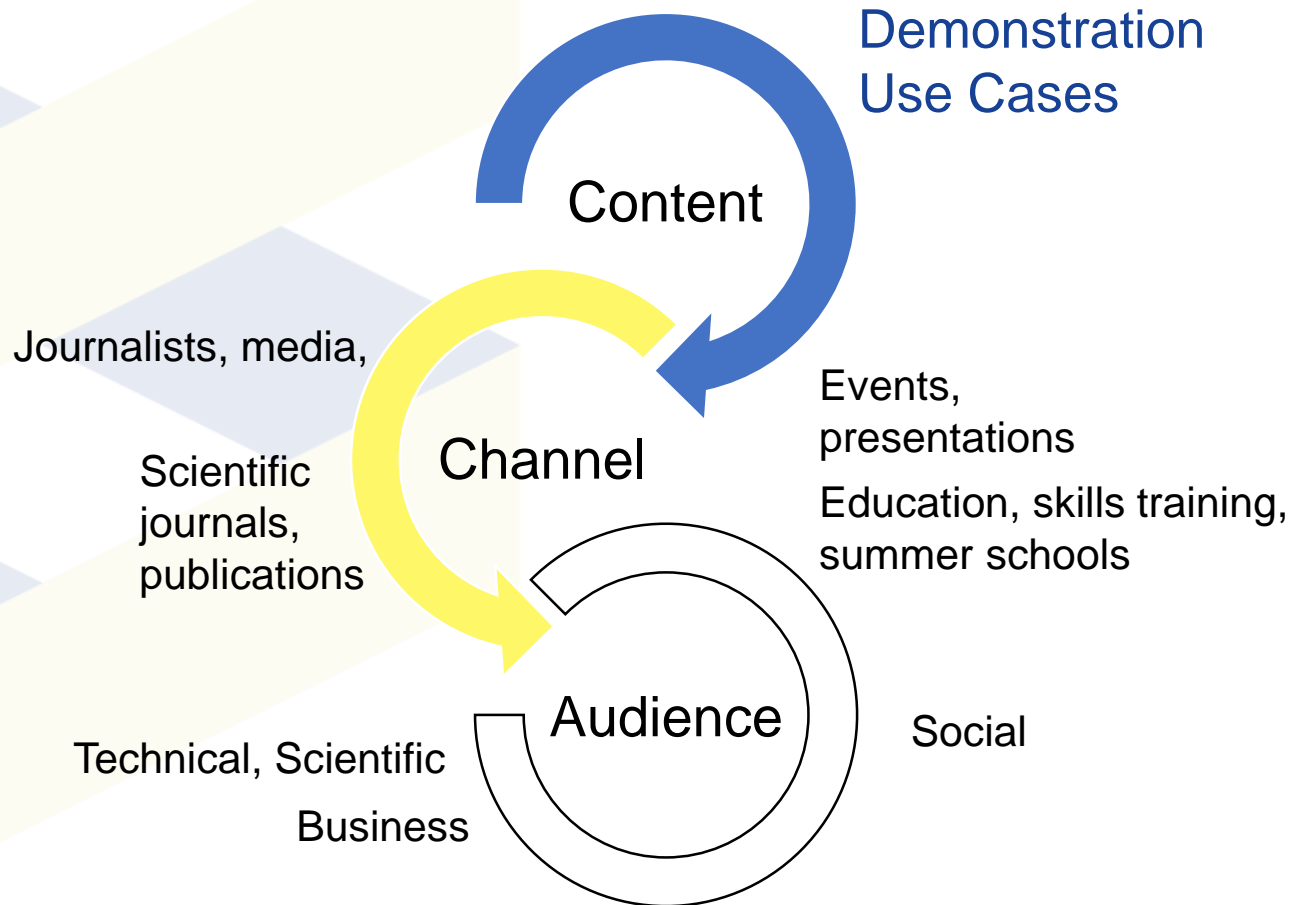 Demonstration
Use Cases
Content
Journalists, media,
Events,
presentations
Channel
Scientific
journals,
publications
Education, skills training,
summer schools
Audience
Social
Technical, Scientific
Business